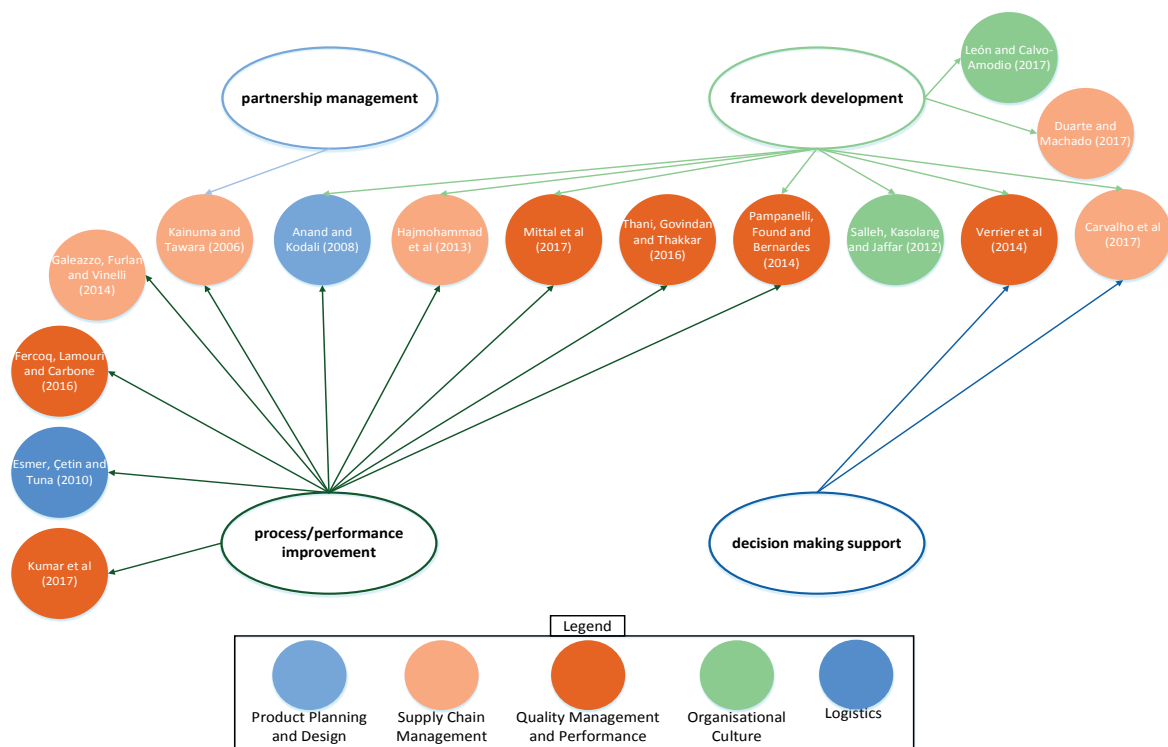 León and Calvo-
Amodio (2017)
partnership management
framework development
Duarte and
Machado (2017)
Kainuma and
Tawara (2006)
Anand and
Kodali (2008)
Hajmohammad
et al (2013)
Mittal et al
(2017)
Thani, Govindan
and Thakkar
(2016)
Pampanelli,
Found and
Bernardes
(2014)
Salleh, Kasolang
and Jaffar (2012)
Verrier et al
(2014)
Carvalho et al
(2017)
Galeazzo, Furlan
and Vinelli
(2014)
Fercoq, Lamouri
and Carbone
(2016)
Esmer, Çetin and
Tuna (2010)
Kumar et al
(2017)
process/performance
improvement
decision making support
Legend
Product Planning
and Design
Supply Chain
Management
Quality Management
and Performance
Organisational
Culture
Logistics